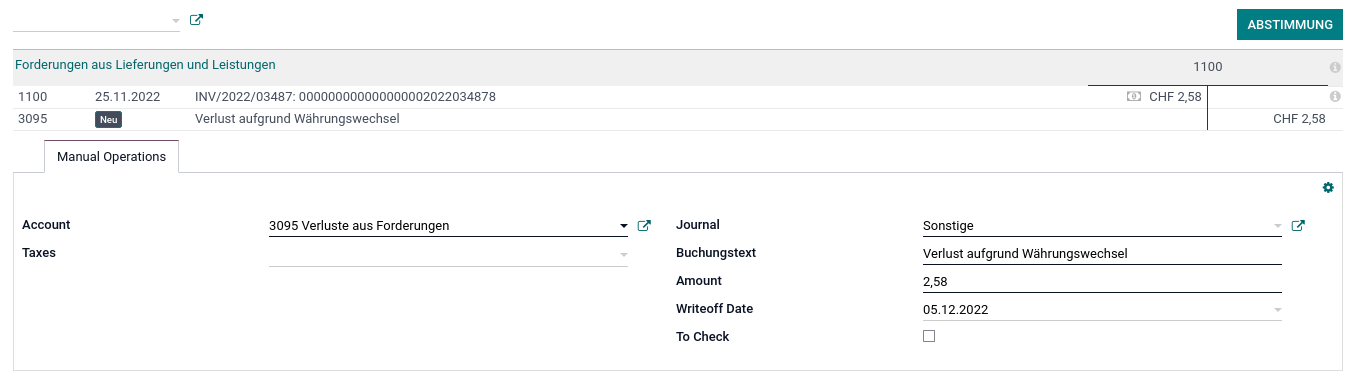 ABSTIMMUNG
Forderungen aus Lieferungen und Leistungen 1100
1100 25.11.2022 INV/2022/03487: 000000000000000002022034878 CHF 2,58
3095 Neu Verlust aufgrund Währungswechsel CHF 2,58
Manual Operations
Account 3095 Verluste aus Forderungen Journal Sonstige
Taxes Buchungstext Verlust aufgrund Währungswechsel
Amount 2,58
Writeoff Date 05.12.2022
To Check